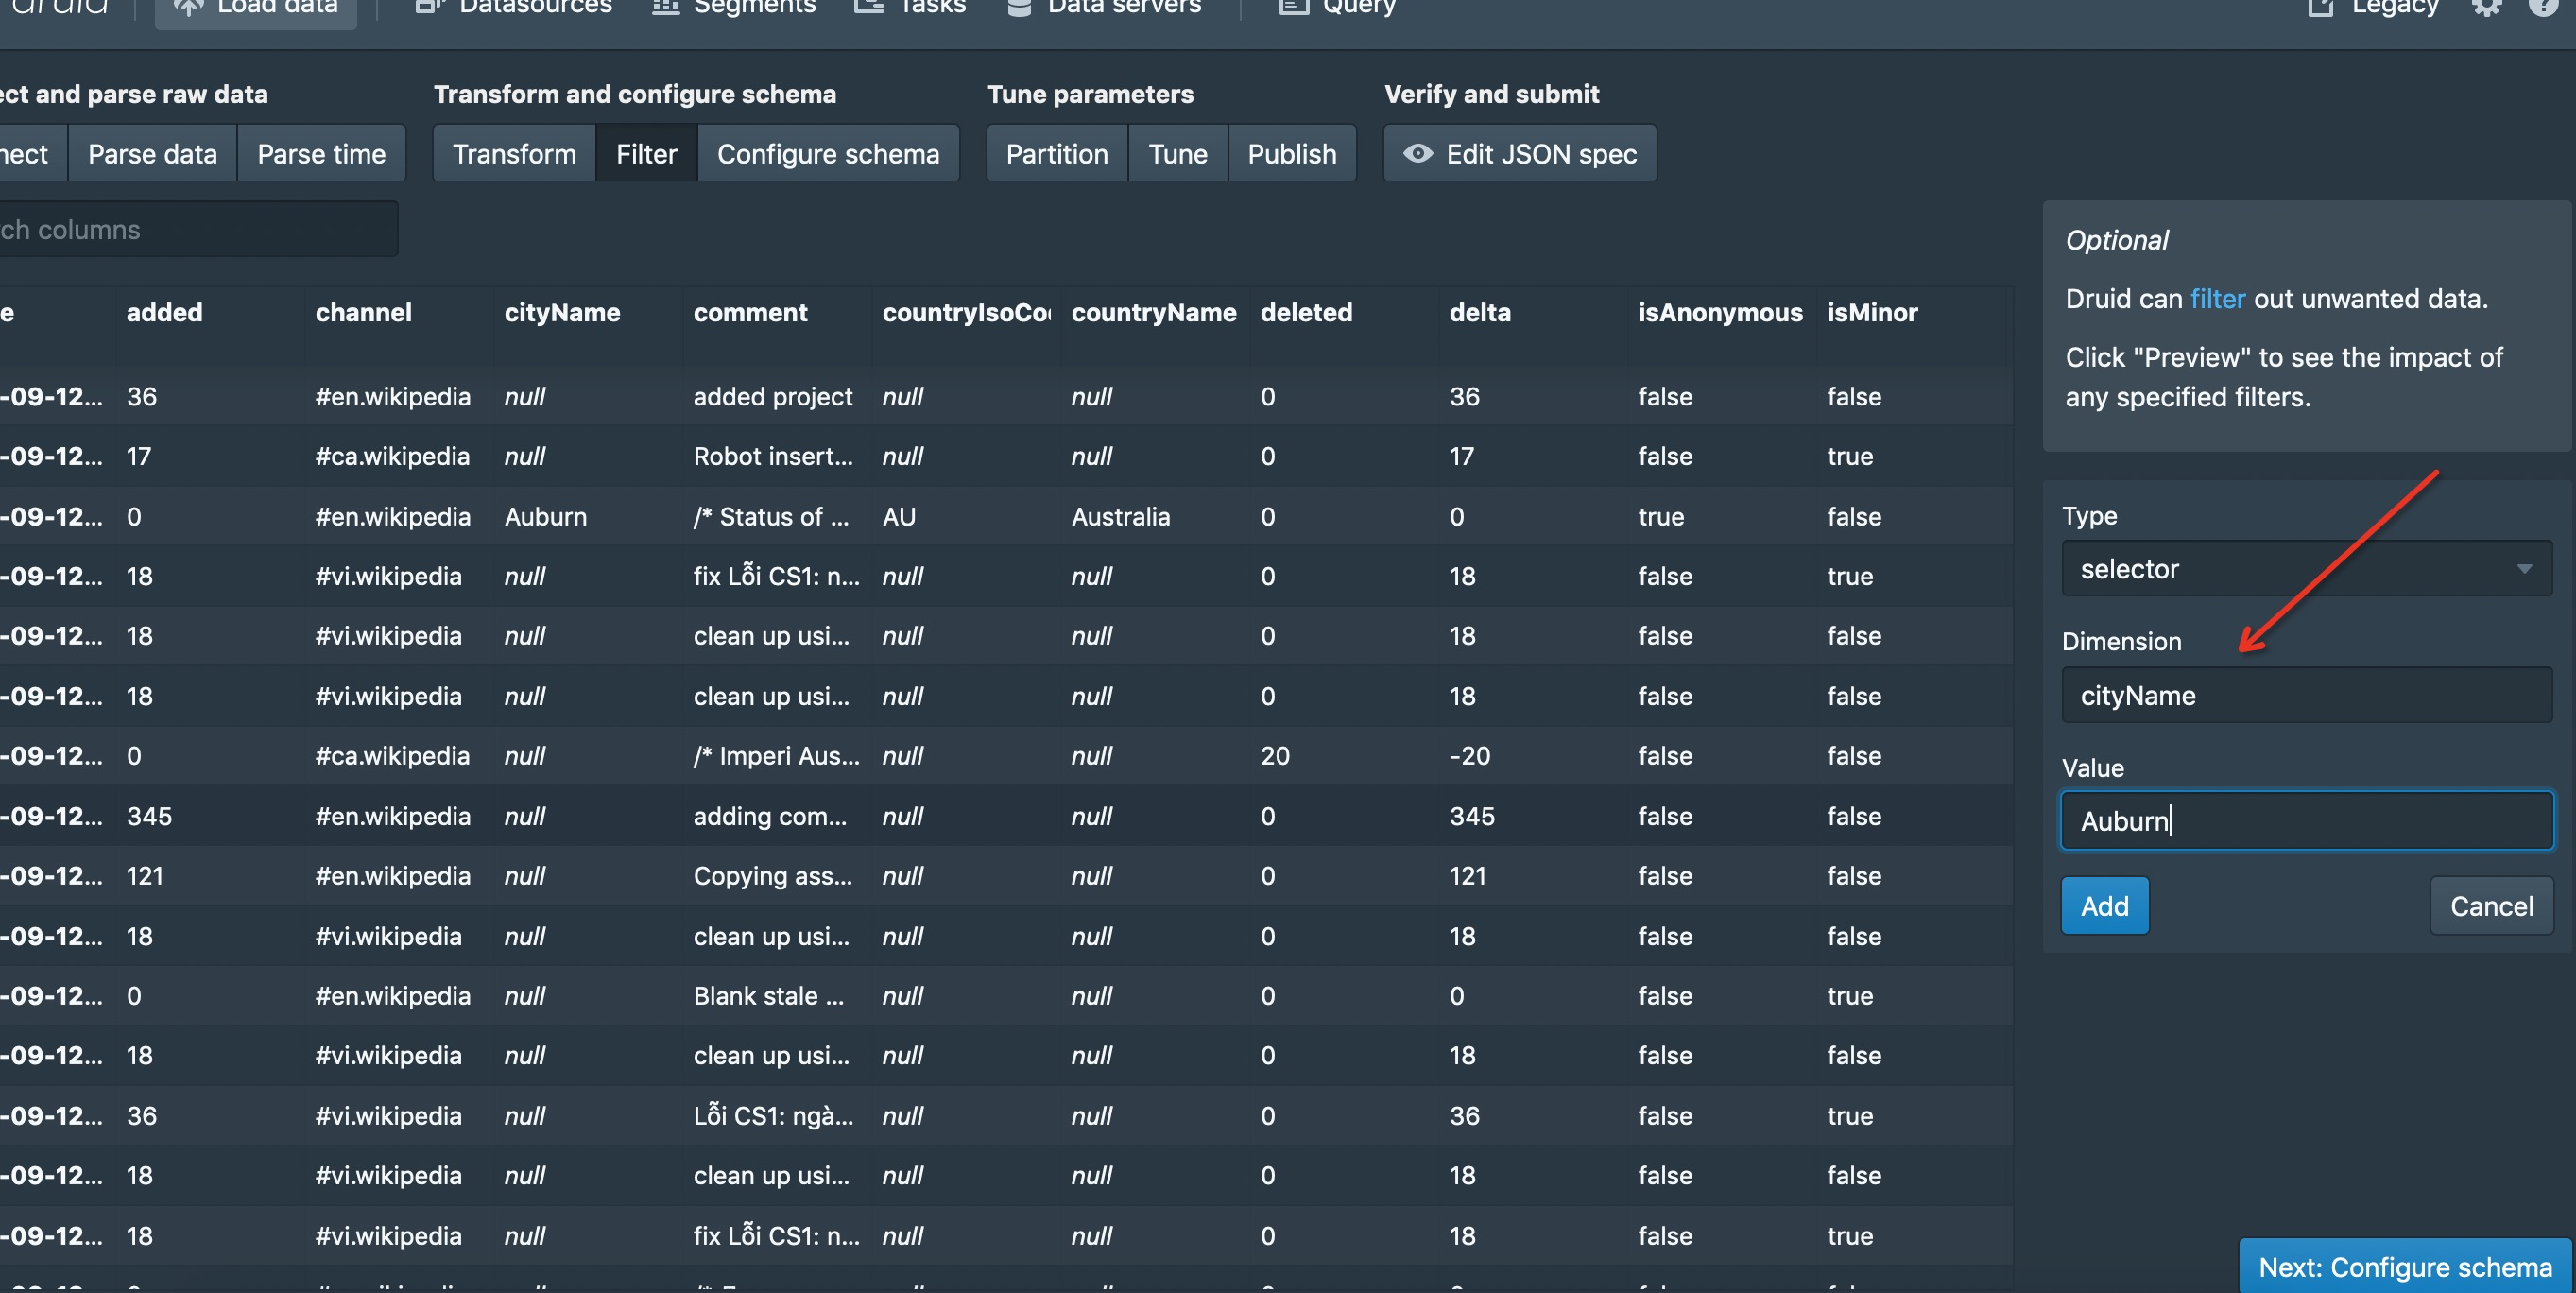 druid Load data Datasources Segments Tasks Data servers Query Legacy
ect and parse raw data Transform and configure schema Tune parameters Verify and submit
nect Parse data Parse time Transform Filter Configure schema Partition Tune Publish Edit JSON spec
ch columns
e added channel cityName comment countryIsoCo countryName deleted delta isAnonymous isMinor
-09-12... 36 #en.wikipedia null added project null null 0 36 false false
-09-12... 17 #ca.wikipedia null Robot insert... null null 0 17 false true
-09-12... 0 #en.wikipedia Auburn /* Status of ... AU Australia 0 0 true false
-09-12... 18 #vi.wikipedia null fix Lỗi CS1: n... null null 0 18 false true
-09-12... 18 #vi.wikipedia null clean up usi... null null 0 18 false false
-09-12... 18 #vi.wikipedia null clean up usi... null null 0 18 false false
-09-12... 0 #ca.wikipedia null /* Imperi Aus... null null 20 -20 false false
-09-12... 345 #en.wikipedia null adding com... null null 0 345 false false
-09-12... 121 #en.wikipedia null Copying ass... null null 0 121 false false
-09-12... 18 #vi.wikipedia null clean up usi... null null 0 18 false false
-09-12... 0 #en.wikipedia null Blank stale ... null null 0 0 false true
-09-12... 18 #vi.wikipedia null clean up usi... null null 0 18 false false
-09-12... 36 #vi.wikipedia null Lỗi CS1: ngà... null null 0 36 false true
-09-12... 18 #vi.wikipedia null clean up usi... null null 0 18 false false
-09-12... 18 #vi.wikipedia null fix Lỗi CS1: n... null null 0 18 false true
Optional
Druid can filter out unwanted data.
Click "Preview" to see the impact of
any specified filters.
Type
selector
Dimension
cityName
Value
Auburn
Add Cancel
Next: Configure schema